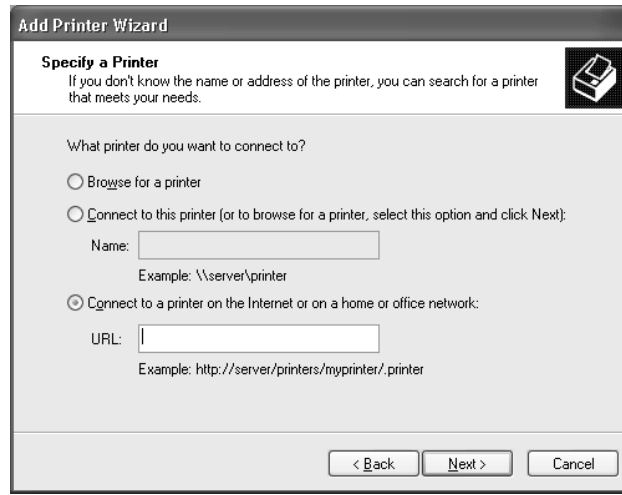 Add Printer Wizard
Specify a Printer
If you don't know the name or address of the printer, you can search for a printer
that meets your needs.
What printer do you want to connect to?
Browse for a printer
Connect to this printer (or to browse for a printer, select this option and click Next):
Name:
Example: \\server\printer
Connect to a printer on the Internet or on a home or office network:
URL:
Example: http://server/printers/myprinter/.printer
< Back Next > Cancel